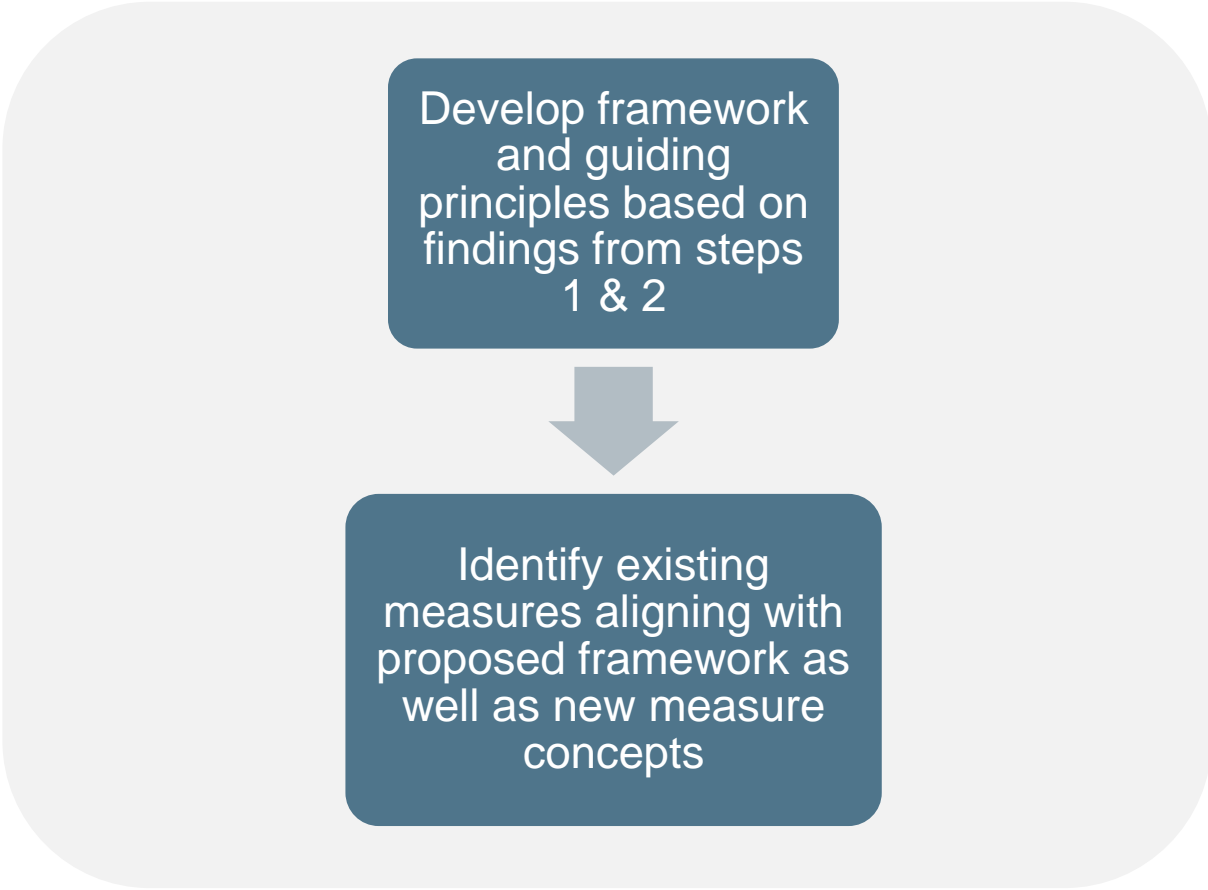 Develop framework
and guiding
principles based on
findings from steps
1 & 2
Identify existing
measures aligning with
proposed framework as
well as new measure
concepts